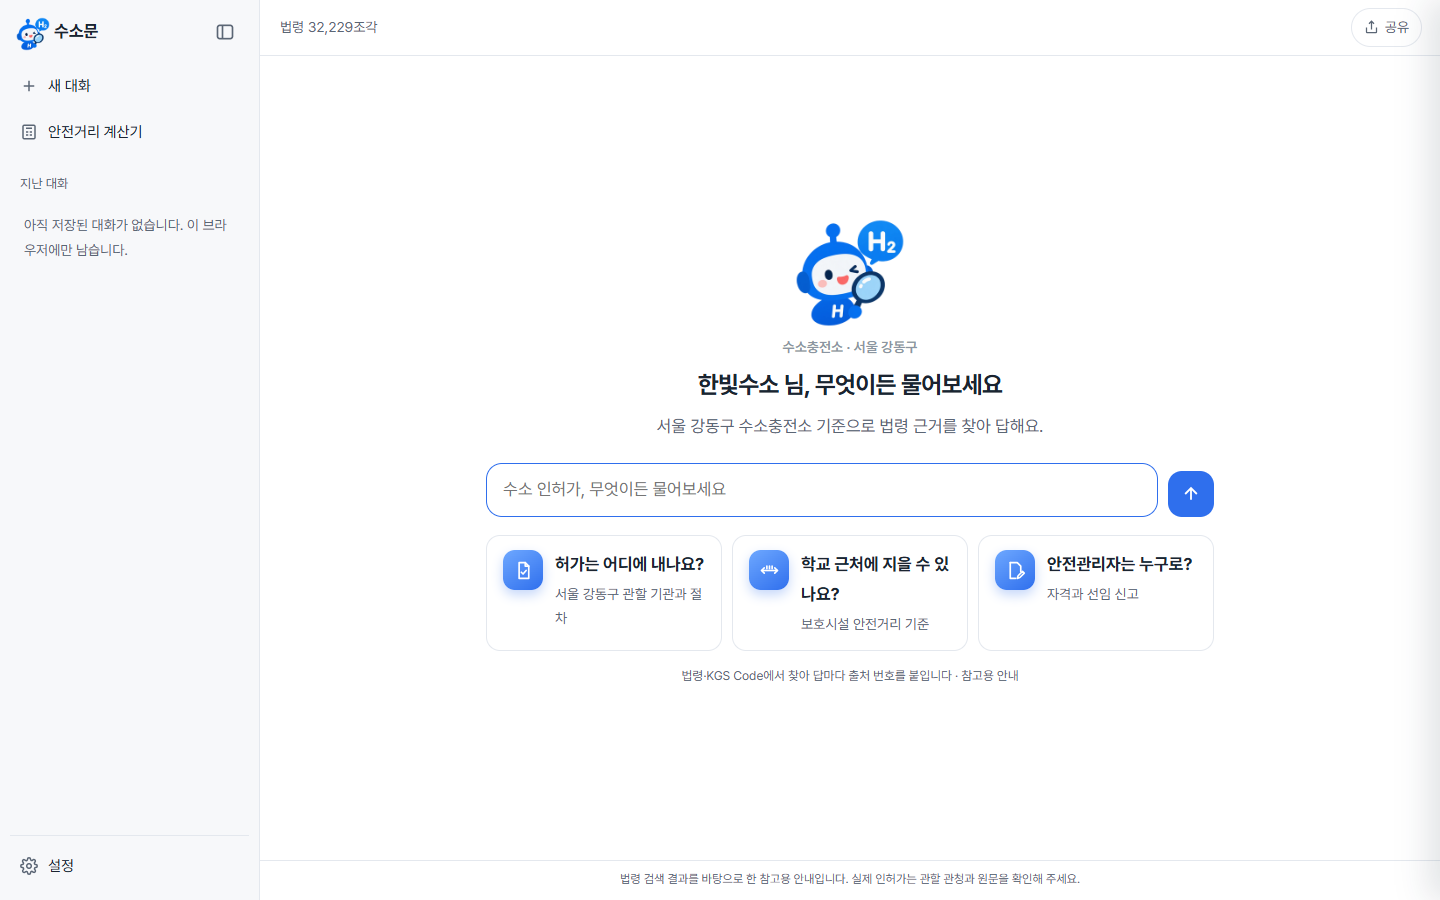 수소문
새 대화
안전거리 계산기
지난 대화
아직 저장된 대화가 없습니다. 이 브라
우저에만 남습니다.
설정
법령 32,229조각
공유
H₂
H
수소충전소 · 서울 강동구
한빛수소 님, 무엇이든 물어보세요
서울 강동구 수소충전소 기준으로 법령 근거를 찾아 답해요.
수소 인허가, 무엇이든 물어보세요
허가는 어디에 내나요?
서울 강동구 관할 기관과 절
차
학교 근처에 지을 수 있
나요?
보호시설 안전거리 기준
안전관리자는 누구로?
자격과 선임 신고
법령·KGS Code에서 찾아 답마다 출처 번호를 붙입니다 · 참고용 안내
법령 검색 결과를 바탕으로 한 참고용 안내입니다. 실제 인허가는 관할 관청과 원문을 확인해 주세요.